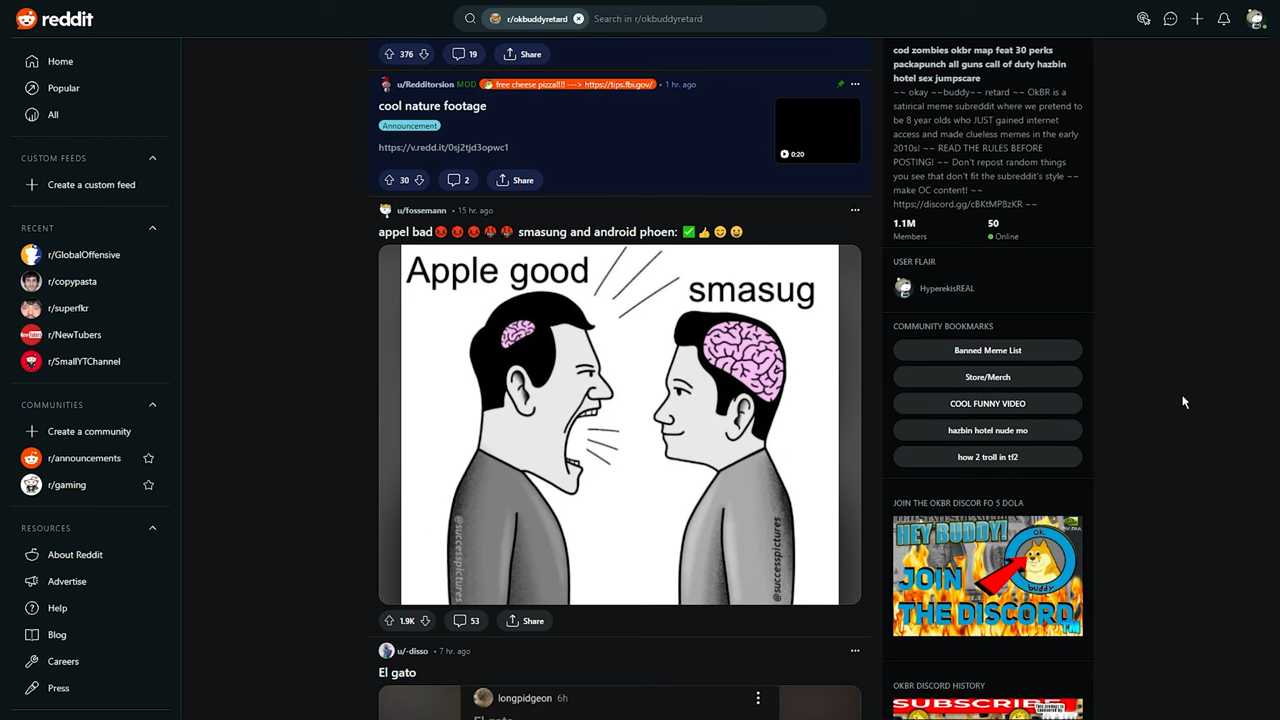 reddit
r/okbuddyretard
Search in r/okbuddyretard
Home
Popular
All
CUSTOM FEEDS
Create a custom feed
RECENT
r/GlobalOffensive
r/copypasta
r/superfkr
r/NewTubers
r/SmallYTChannel
COMMUNITIES
Create a community
r/announcements
r/gaming
RESOURCES
About Reddit
Advertise
Help
Blog
Careers
Press
376
19
Share
u/Redditorsion MOD free cheese pizza!!!! ---> https://tips.fbi.gov/ • 1 hr. ago
cool nature footage
Announcement
https://v.redd.it/0sj2tjd3opwc1
0:20
30
2
Share
u/fossemann • 15 hr. ago
appel bad😡😡😡👹👹 smasung and android phoen: ✅👍😊😀
Apple good
smasug
@successpictures
@successpictures
1.9K
53
Share
u/-disso • 7 hr. ago
El gato
longpidgeon 6h
El gato
cod zombies okbr map feat 30 perks
packapunch all guns call of duty hazbin
hotel sex jumpscare
~~ okay ~~buddy~~ retard ~~ OkBR is a
satirical meme subreddit where we pretend to
be 8 year olds who JUST gained internet
access and made clueless memes in the early
2010s! ~~ READ THE RULES BEFORE
POSTING! ~~ Don't repost random things
you see that don't fit the subreddit's style ~~
make OC content! ~~
https://discord.gg/cBKtMP8zKR ~~
1.1M
Members
50
Online
USER FLAIR
HyperekisREAL
COMMUNITY BOOKMARKS
Banned Meme List
Store/Merch
COOL FUNNY VIDEO
hazbin hotel nude mo
how 2 troll in tf2
JOIN THE OKBR DISCOR FO 5 DOLA
HEY BUDDY!
JOIN
THE DISCORD
TM
OK
buddy
OKBR DISCORD HISTORY
SUBSCRIBE